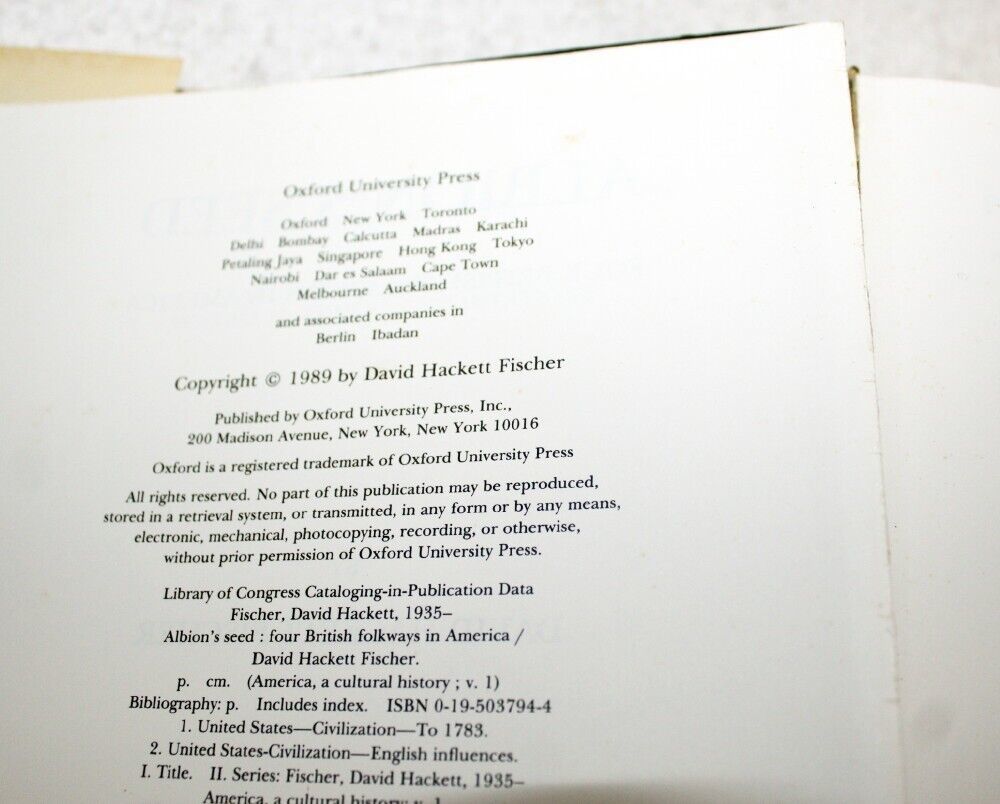 Oxford University Press
Oxford New York Toronto
Delhi Bombay Calcutta Madras Karachi
Petaling Jaya Singapore Hong Kong Tokyo
Nairobi Dar es Salaam Cape Town
Melbourne Auckland
and associated companies in
Berlin Ibadan
Copyright © 1989 by David Hackett Fischer
Published by Oxford University Press, Inc.,
200 Madison Avenue, New York, New York 10016
Oxford is a registered trademark of Oxford University Press
All rights reserved. No part of this publication may be reproduced,
stored in a retrieval system, or transmitted, in any form or by any means,
electronic, mechanical, photocopying, recording, or otherwise,
without prior permission of Oxford University Press.
Library of Congress Cataloging-in-Publication Data
Fischer, David Hackett, 1935–
Albion's seed : four British folkways in America /
David Hackett Fischer.
p. cm. (America, a cultural history ; v. 1)
Bibliography: p. Includes index. ISBN 0-19-503794-4
1. United States—Civilization—To 1783.
2. United States-Civilization—English influences.
I. Title. II. Series: Fischer, David Hackett, 1935–
America, a cultural history; v. 1